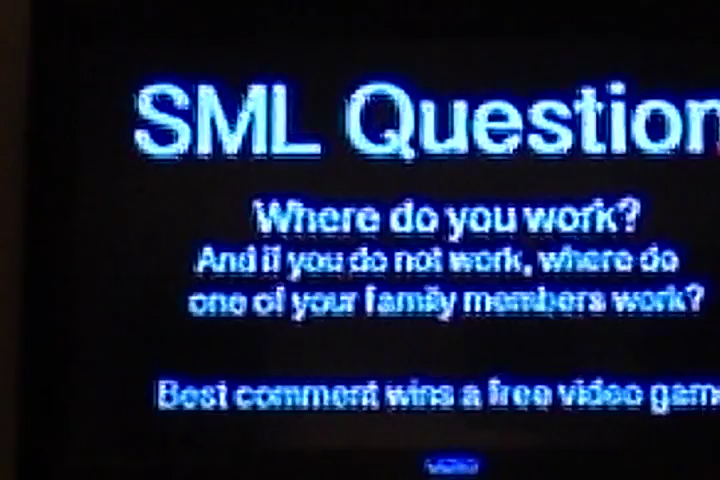 SML Question
Where do you work?
And if you do not work, where do
one of your family members work?
Best comment wins a free video gam